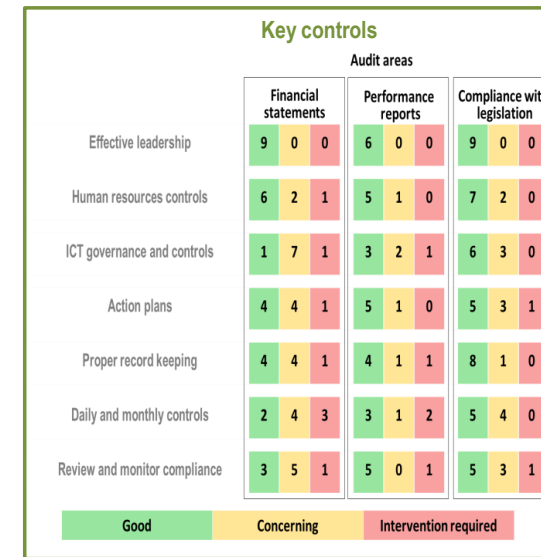 Key controls
Audit areas
Financial statements
Performance reports
Compliance wit
legislation
Effective leadership 9 0 0 6 0 0 9 0 0
Human resources controls 6 2 1 5 1 0 7 2 0
ICT governance and controls 1 7 1 3 2 1 6 3 0
Action plans 4 4 1 5 1 0 5 3 1
Proper record keeping 4 4 1 4 1 1 8 1 0
Daily and monthly controls 2 4 3 3 1 2 5 4 0
Review and monitor compliance 3 5 1 5 0 1 5 3 1
Good Concerning Intervention required